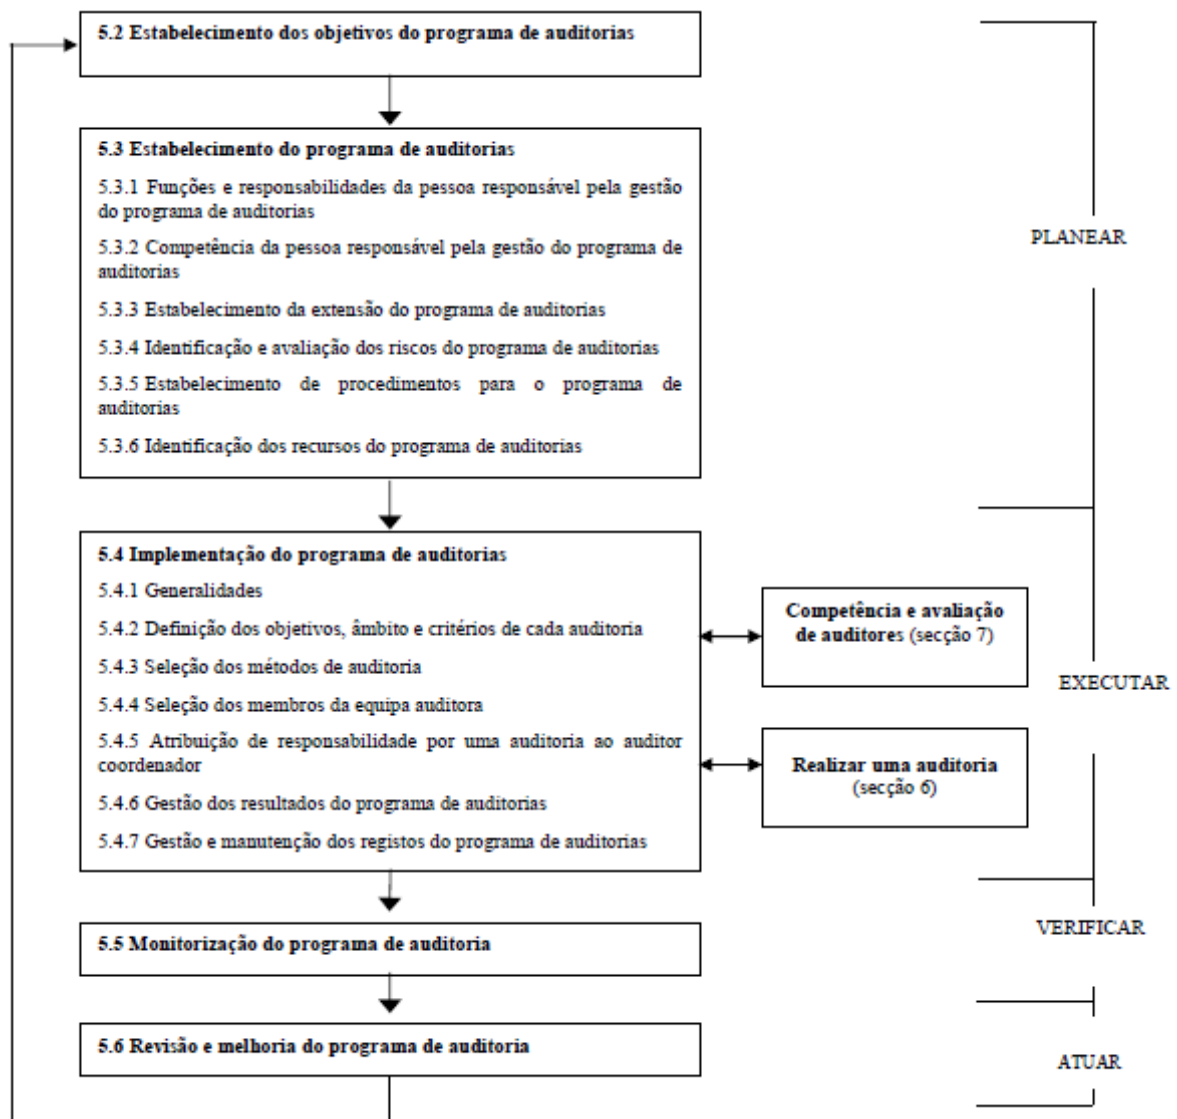 5.2 Estabelecimento dos objetivos do programa de auditorias
5.3 Estabelecimento do programa de auditorias
5.3.1 Funções e responsabilidades da pessoa responsável pela gestão
do programa de auditorias
5.3.2 Competência da pessoa responsável pela gestão do programa de
auditorias
5.3.3 Estabelecimento da extensão do programa de auditorias
5.3.4 Identificação e avaliação dos riscos do programa de auditorias
5.3.5 Estabelecimento de procedimentos para o programa de
auditorias
5.3.6 Identificação dos recursos do programa de auditorias
PLANEAR
5.4 Implementação do programa de auditorias
5.4.1 Generalidades
5.4.2 Definição dos objetivos, âmbito e critérios de cada auditoria
5.4.3 Seleção dos métodos de auditoria
5.4.4 Seleção dos membros da equipa auditora
5.4.5 Atribuição de responsabilidade por uma auditoria ao auditor
coordenador
5.4.6 Gestão dos resultados do programa de auditorias
5.4.7 Gestão e manutenção dos registos do programa de auditorias
Competência e avaliação
de auditores (secção 7)
Realizar uma auditoria
(secção 6)
EXECUTAR
5.5 Monitorização do programa de auditoria
VERIFICAR
5.6 Revisão e melhoria do programa de auditoria
ATUAR